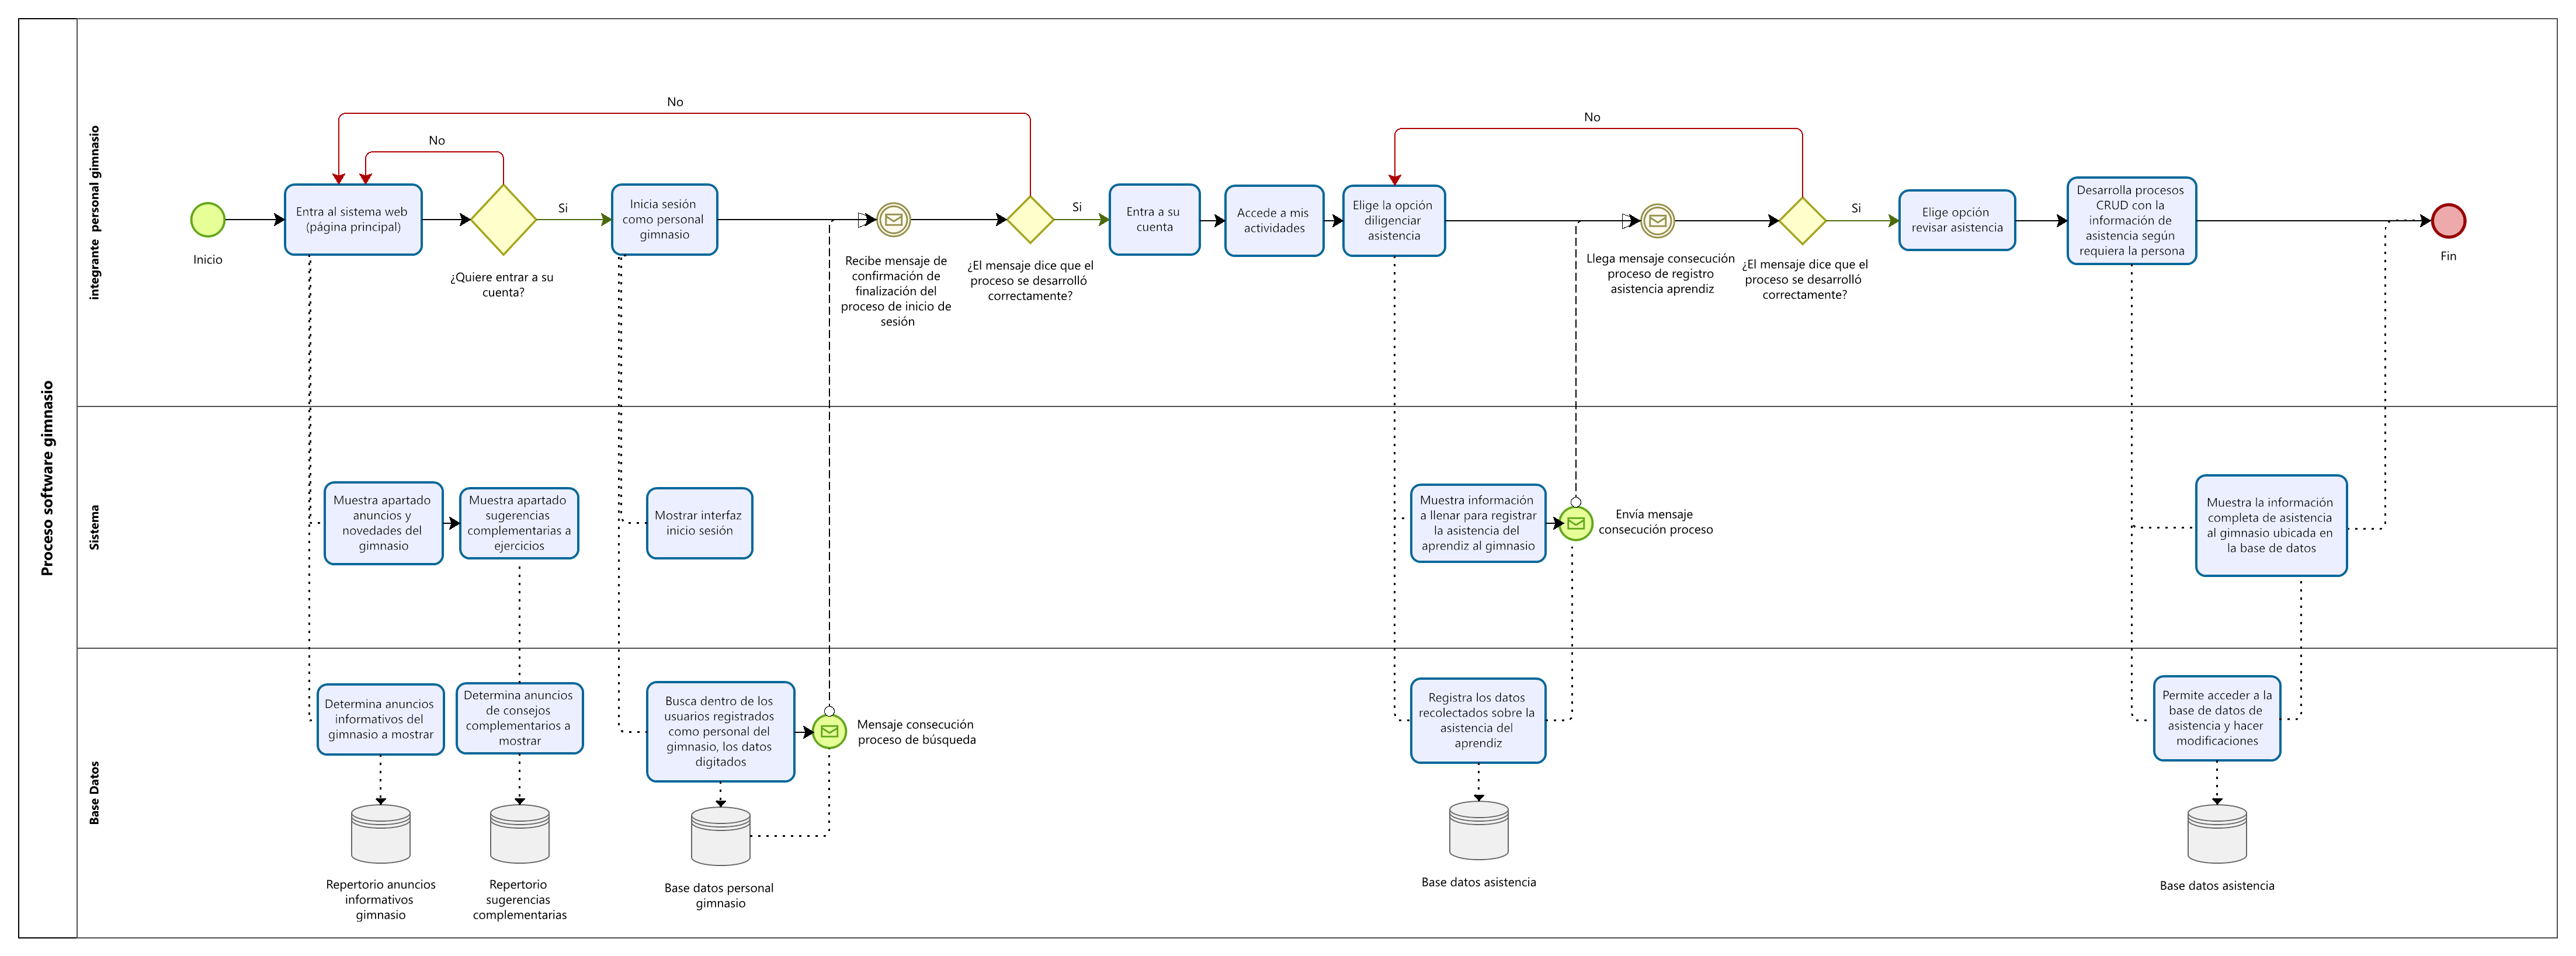 Proceso software gimnasio
integrante personal gimnasio
No
No
Inicio
Entra al sistema web
(página principal)
¿Quiere entrar a su
cuenta?
Si
Inicia sesión
como personal
gimnasio
Recibe mensaje de
confirmación de
finalización del
proceso de inicio de
sesión
¿El mensaje dice que el
proceso se desarrolló
correctamente?
Si
Entra a su
cuenta
Accede a mis
actividades
Elige la opción
diligenciar
asistencia
No
Llega mensaje consecución
proceso de registro
asistencia aprendiz
¿El mensaje dice que el
proceso se desarrolló
correctamente?
Si
Elige opción
revisar asistencia
Desarrolla procesos
CRUD con la
información de
asistencia según
requiera la persona
Fin
Sistema
Muestra apartado
anuncios y
novedades del
gimnasio
Muestra apartado
sugerencias
complementarias a
ejercicios
Mostrar interfaz
inicio sesión
Muestra información
a llenar para registrar
la asistencia del
aprendiz al gimnasio
Envía mensaje
consecución proceso
Muestra la información
completa de asistencia
al gimnasio ubicada en
la base de datos
Base Datos
Determina anuncios
informativos del
gimnasio a mostrar
Determina anuncios
de consejos
complementarios a
mostrar
Busca dentro de los
usuarios registrados
como personal del
gimnasio, los datos
digitados
Mensaje consecución
proceso de búsqueda
Registra los datos
recolectados sobre la
asistencia del
aprendiz
Permite acceder a la
base de datos de
asistencia y hacer
modificaciones
Repertorio anuncios
informativos
gimnasio
Repertorio
sugerencias
complementarias
Base datos personal
gimnasio
Base datos asistencia
Base datos asistencia